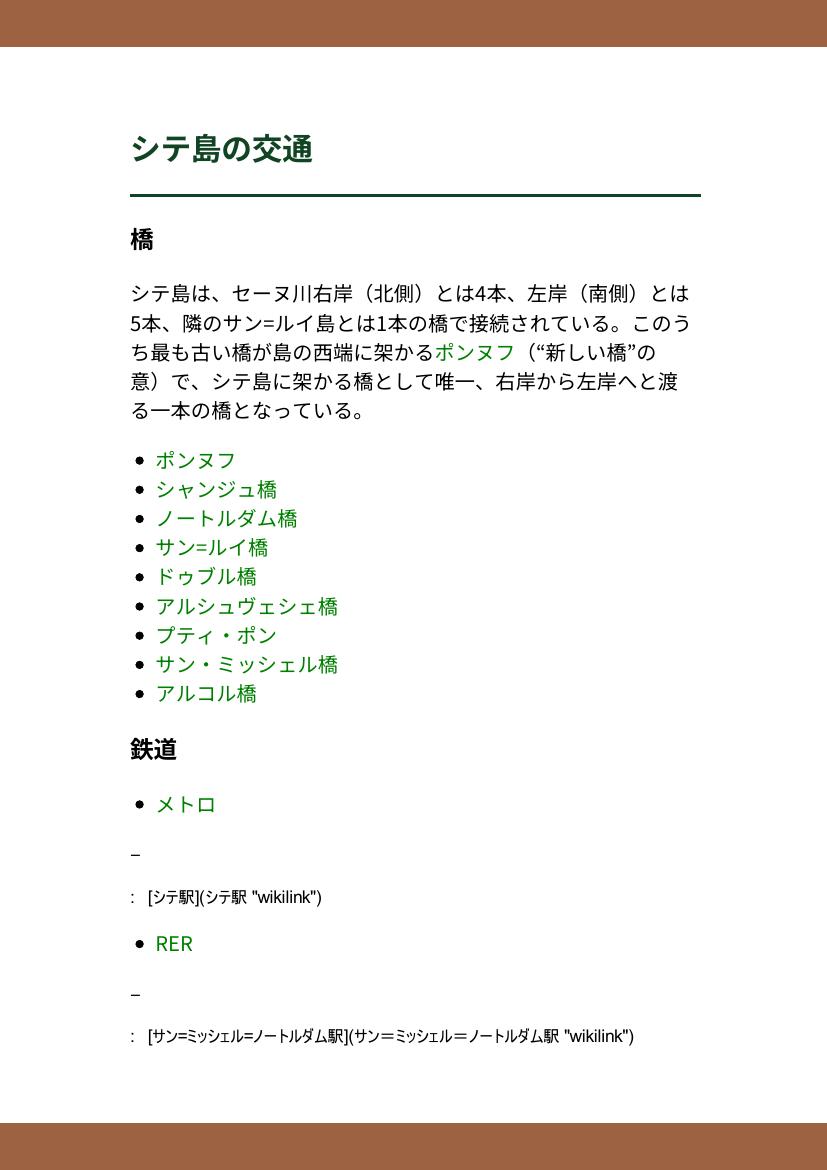 シテ島の交通
橋
シテ島は、セーヌ川右岸（北側）とは4本、左岸（南側）とは
5本、隣のサン=ルイ島とは1本の橋で接続されている。このう
ち最も古い橋が島の西端に架かるポンヌフ（“新しい橋”の
意）で、シテ島に架かる橋として唯一、右岸から左岸へと渡
る一本の橋となっている。
• ポンヌフ
• シャンジュ橋
• ノートルダム橋
• サン=ルイ橋
• ドゥブル橋
• アルシュヴェシェ橋
• プティ・ポン
• サン・ミッシェル橋
• アルコル橋
鉄道
• メトロ
–
: [シテ駅](シテ駅 "wikilink")
• RER
–
: [サン=ミッシェル=ノートルダム駅](サン＝ミッシェル＝ノートルダム駅 "wikilink")